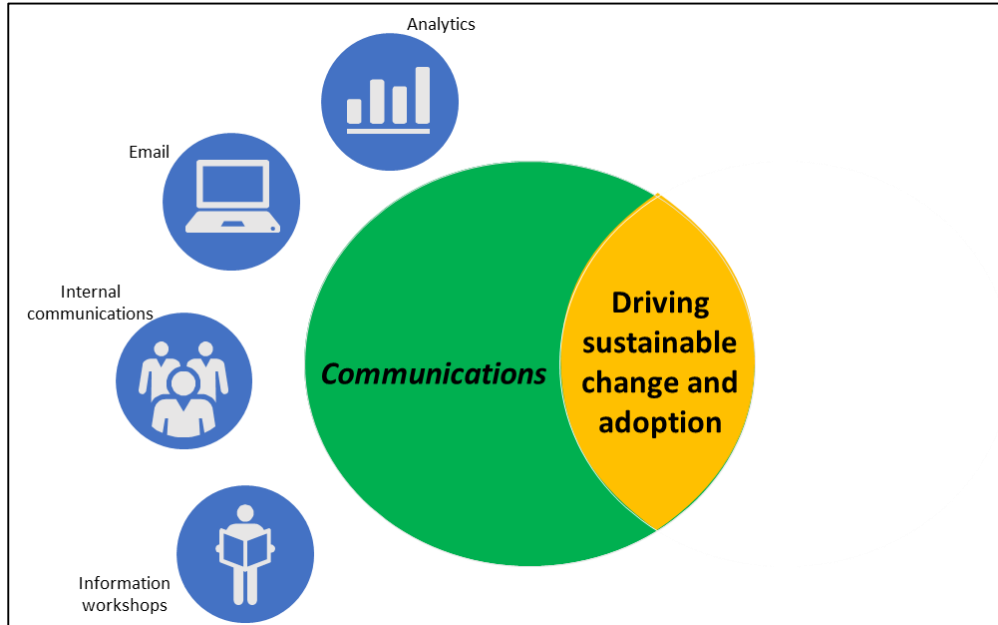 Analytics
Email
Internal
communications
Communications
Driving
sustainable
change and
adoption
Information
workshops